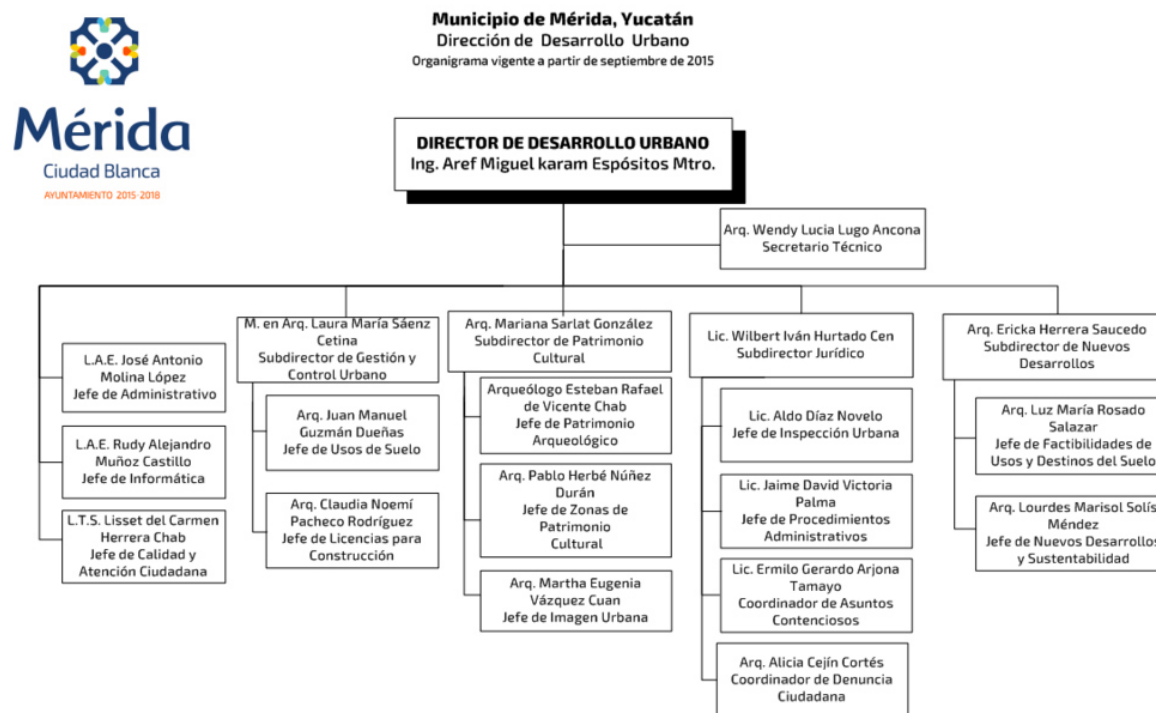 Mérida
Ciudad Blanca
AYUNTAMIENTO 2015-2018
Municipio de Mérida, Yucatán
Dirección de Desarrollo Urbano
Organigrama vigente a partir de septiembre de 2015
DIRECTOR DE DESARROLLO URBANO
Ing. Aref Miguel karam Espósitos Mtro.
Arq. Wendy Lucia Lugo Ancona
Secretario Técnico
L.A.E. José Antonio
Molina López
Jefe de Administrativo
L.A.E. Rudy Alejandro
Muñoz Castillo
Jefe de Informática
L.T.S. Lisset del Carmen
Herrera Chab
Jefe de Calidad y
Atención Ciudadana
M. en Arq. Laura María Sáenz
Cetina
Subdirector de Gestión y
Control Urbano
Arq. Juan Manuel
Guzmán Dueñas
Jefe de Usos de Suelo
Arq. Claudia Noemí
Pacheco Rodríguez
Jefe de Licencias para
Construcción
Arq. Mariana Sarlat González
Subdirector de Patrimonio
Cultural
Arqueólogo Esteban Rafael
de Vicente Chab
Jefe de Patrimonio
Arqueológico
Arq. Pablo Herbé Núñez
Durán
Jefe de Zonas de
Patrimonio
Cultural
Arq. Martha Eugenia
Vázquez Cuan
Jefe de Imagen Urbana
Lic. Wilbert Iván Hurtado Cen
Subdirector Jurídico
Lic. Aldo Díaz Novelo
Jefe de Inspección Urbana
Lic. Jaime David Victoria
Palma
Jefe de Procedimientos
Administrativos
Lic. Ermilo Gerardo Arjona
Tamayo
Coordinador de Asuntos
Contenciosos
Arq. Alicia Cejín Cortés
Coordinador de Denuncia
Ciudadana
Arq. Ericka Herrera Saucedo
Subdirector de Nuevos
Desarrollos
Arq. Luz María Rosado
Salazar
Jefe de Factibilidades de
Usos y Destinos del Suelo
Arq. Lourdes Marisol Solís
Méndez
Jefe de Nuevos Desarrollos
y Sustentabilidad